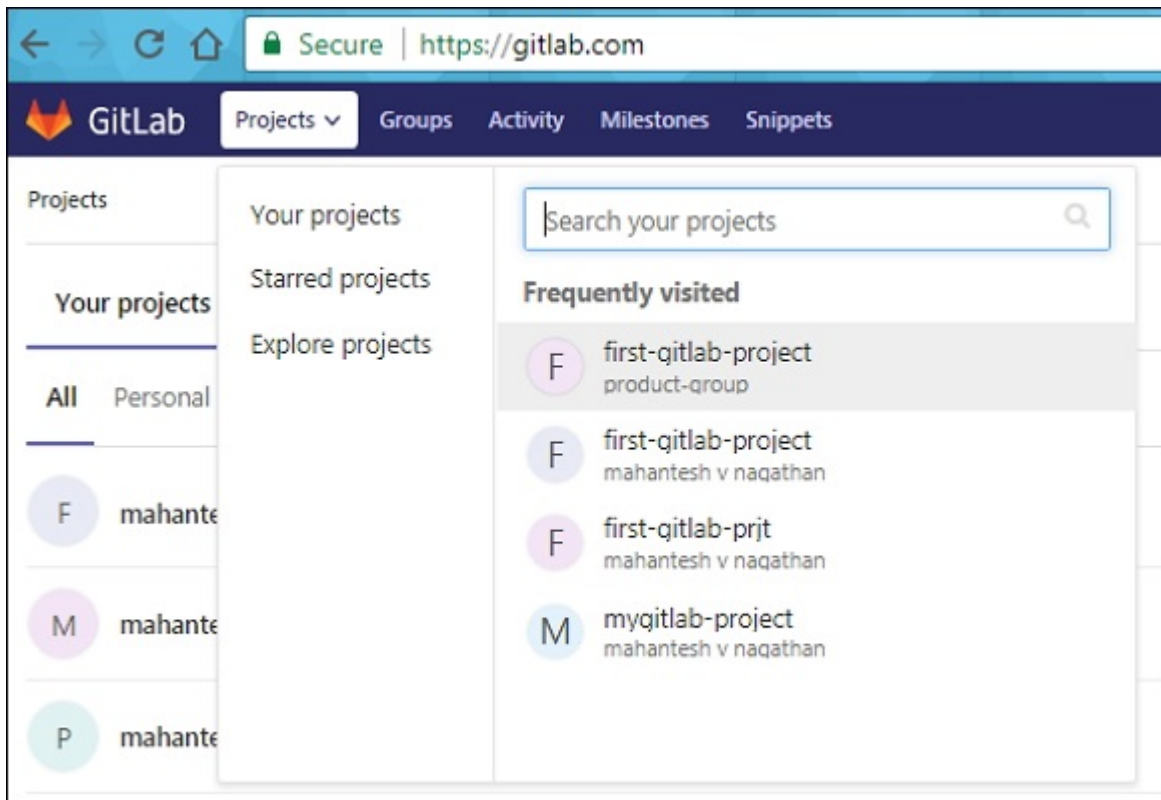 Secure https://gitlab.com
GitLab Projects Groups Activity Milestones Snippets
Projects
Your projects
All Personal
F mahante
M mahante
P mahante
Your projects
Starred projects
Explore projects
Search your projects
Frequently visited
F first-gitlab-project
product-group
F first-gitlab-project
mahantesh v nagathan
F first-gitlab-prjt
mahantesh v nagathan
M mygitlab-project
mahantesh v nagathan